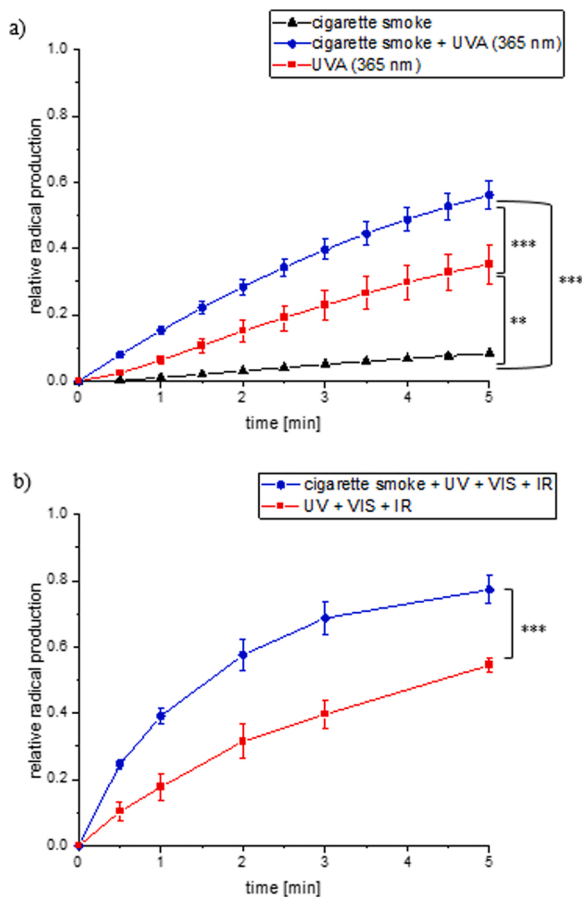 a)
cigarette smoke
cigarette smoke + UVA (365 nm)
UVA (365 nm)
relative radical production
1.0
0.8
0.6
0.4
0.2
0.0
***
***
**
0 1 2 3 4 5
time [min]
b)
cigarette smoke + UV + VIS + IR
UV + VIS + IR
relative radical production
1.0
0.8
0.6
0.4
0.2
0.0
***
0 1 2 3 4 5
time [min]